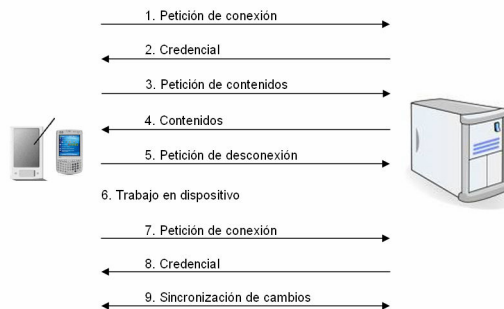 1. Petición de conexión
2. Credencial
3. Petición de contenidos
4. Contenidos
5. Petición de desconexión
6. Trabajo en dispositivo
7. Petición de conexión
8. Credencial
9. Sincronización de cambios